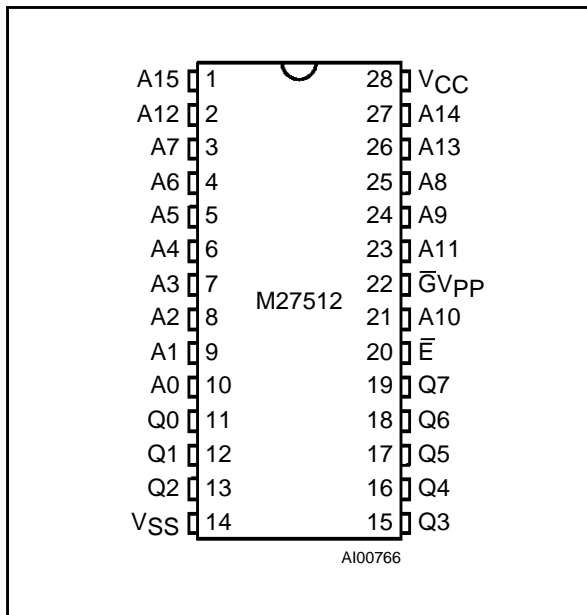 A15 1 28 VCC
A12 2 27 A14
A7 3 26 A13
A6 4 25 A8
A5 5 24 A9
A4 6 23 A11
A3 7 22 G̅VPP
M27512
A2 8 21 A10
A1 9 20 E̅
A0 10 19 Q7
Q0 11 18 Q6
Q1 12 17 Q5
Q2 13 16 Q4
VSS 14 15 Q3
AI00766